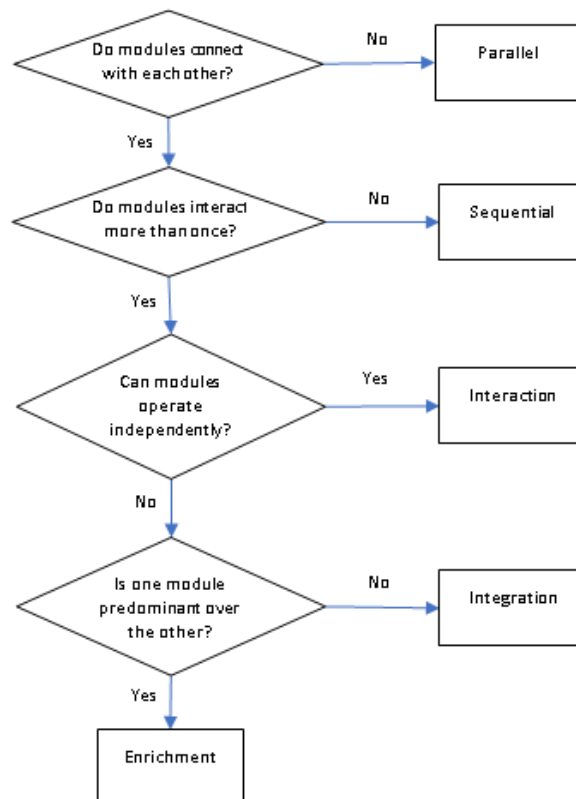 Do modules connect
with each other?
No
Parallel
Yes
Do modules interact
more than once?
No
Sequential
Yes
Can modules
operate
independently?
Yes
Interaction
No
Is one module
predominant over
the other?
No
Integration
Yes
Enrichment